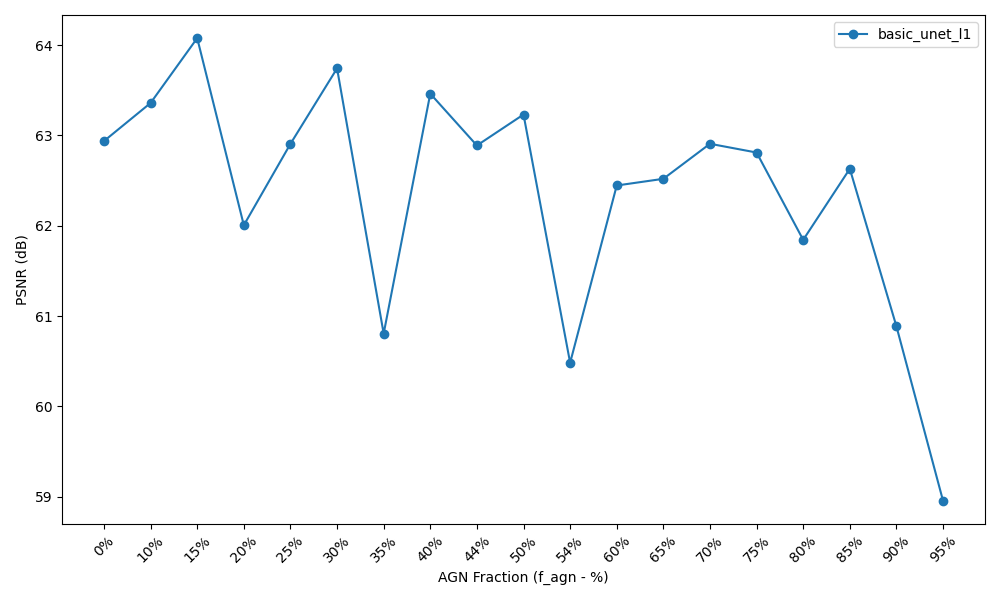 basic_unet_l1
PSNR (dB)
64
63
62
61
60
59
0% 10% 15% 20% 25% 30% 35% 40% 44% 50% 54% 60% 65% 70% 75% 80% 85% 90% 95%
AGN Fraction (f_agn - %)